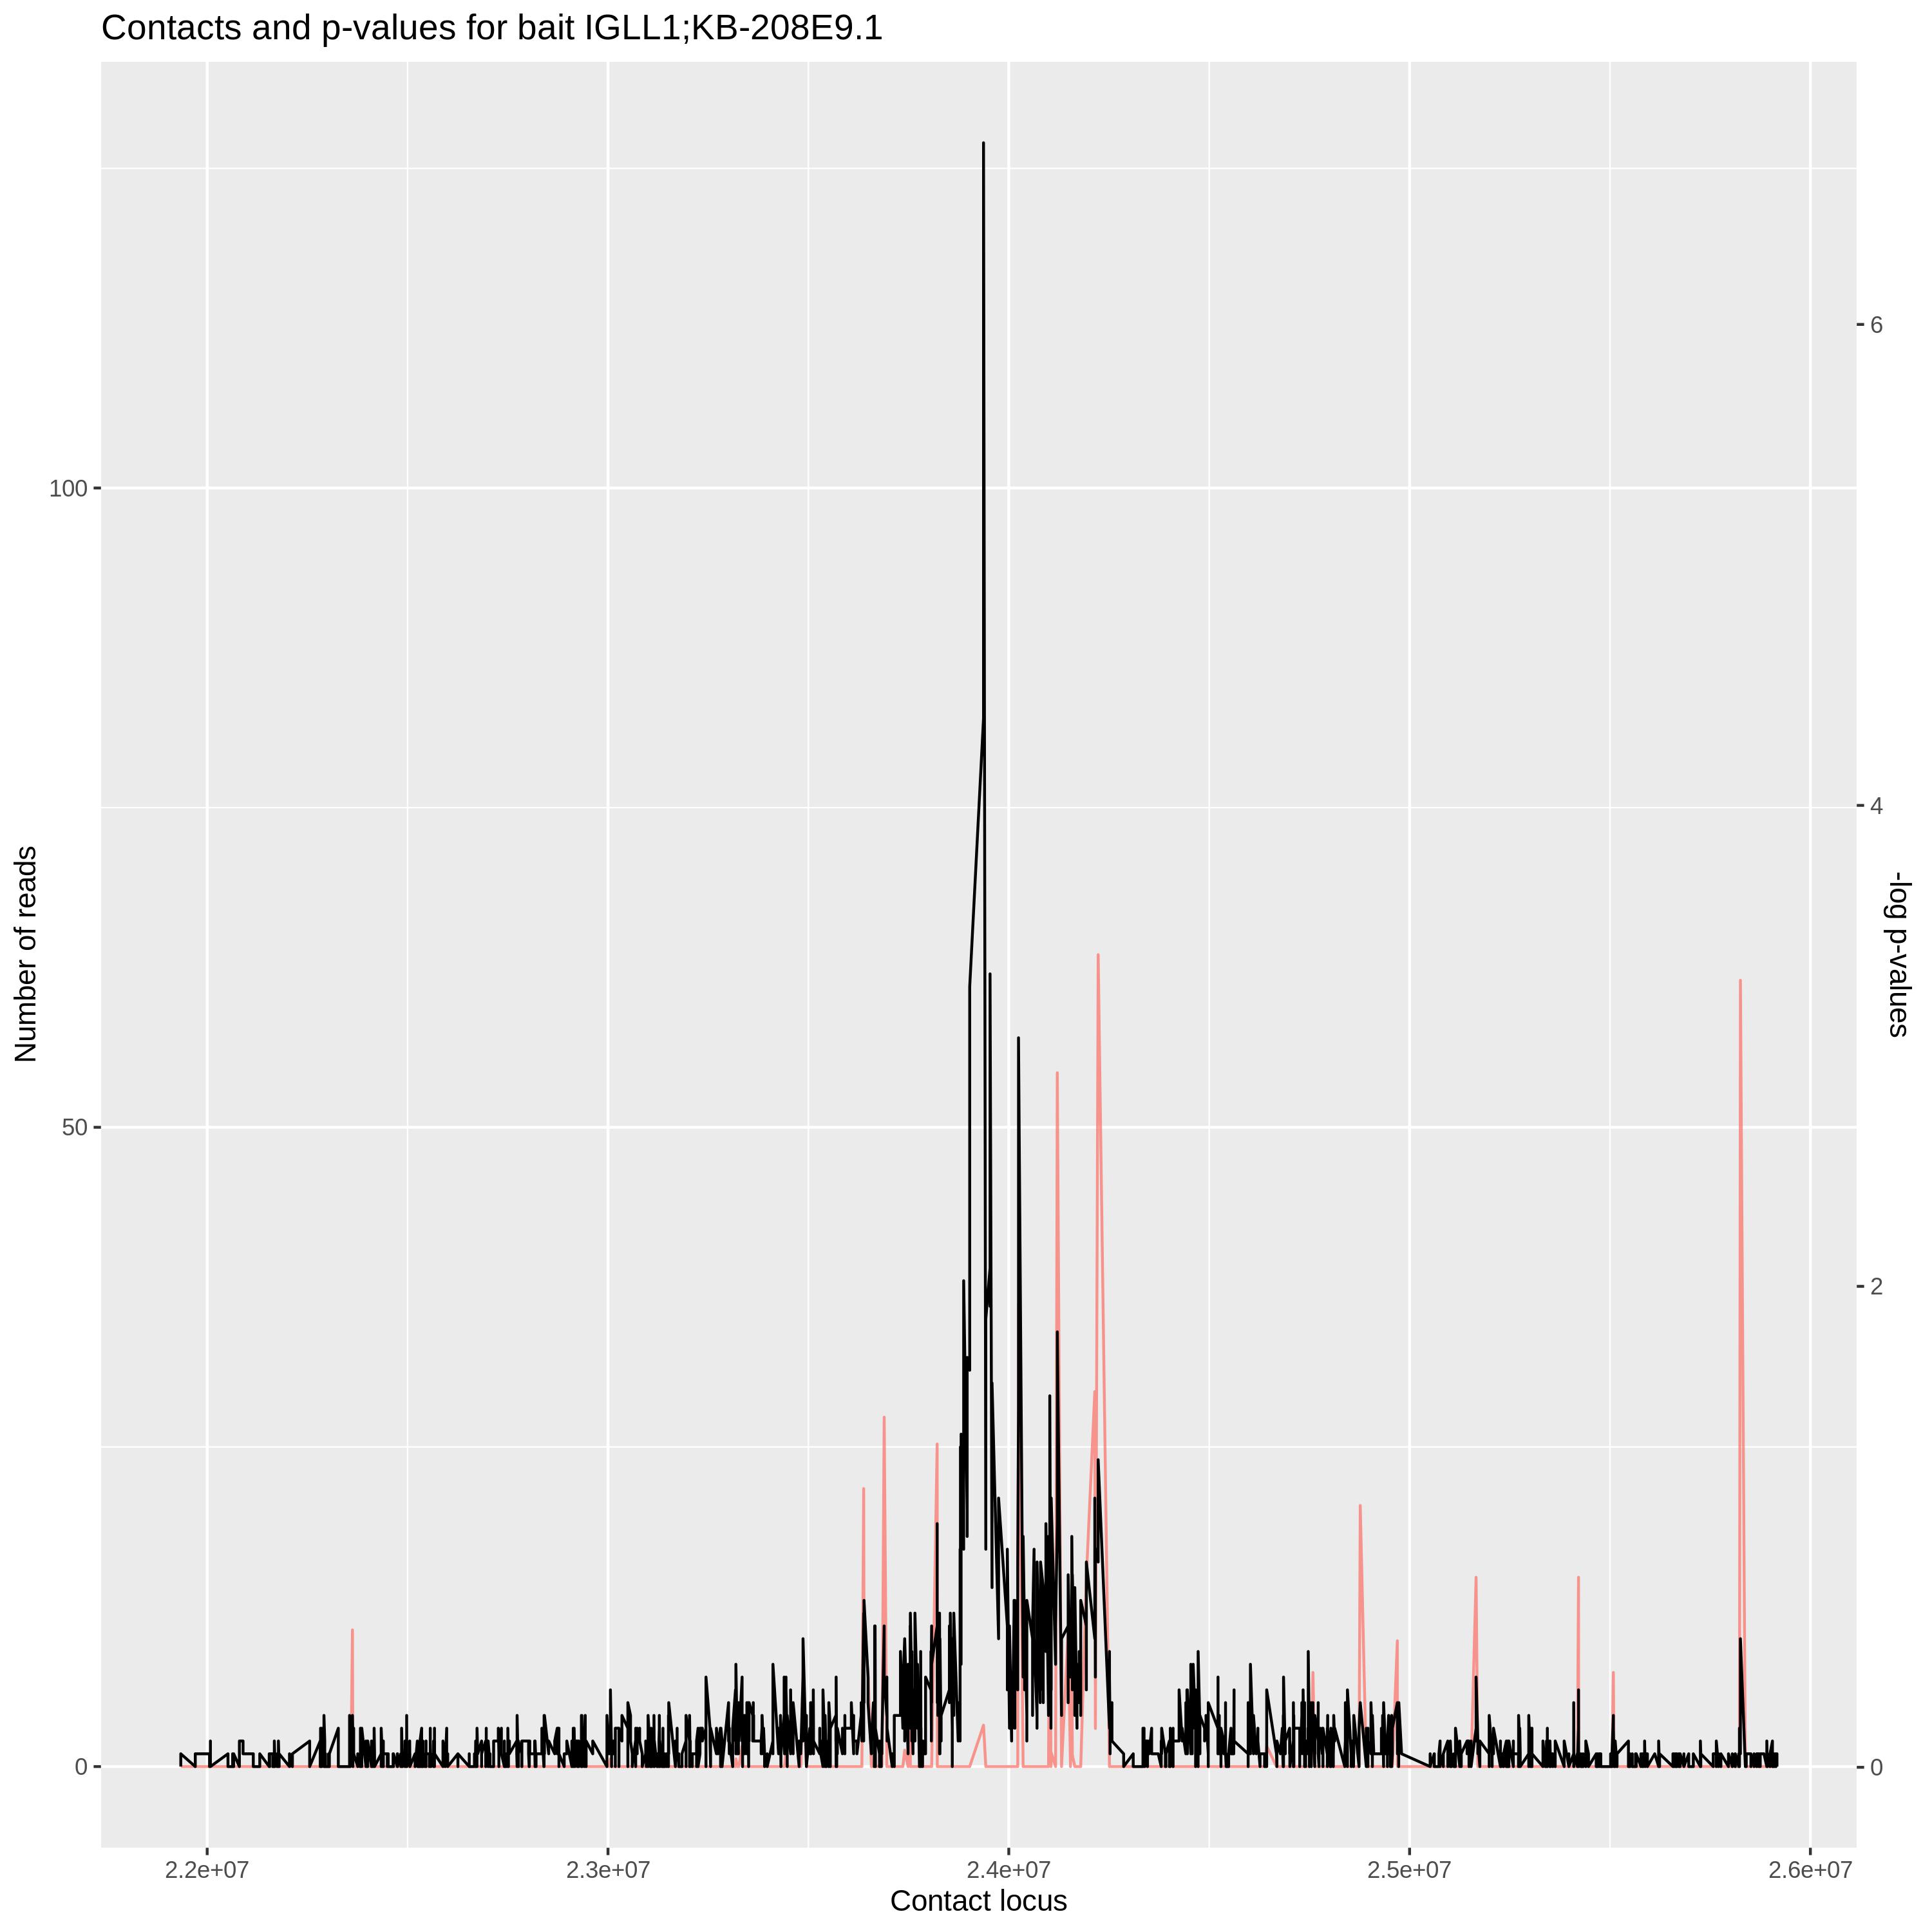 Contacts and p-values for bait IGLL1;KB-208E9.1
100
50
0
Number of reads
6
4
2
0
-log p-values
2.2e+07
2.3e+07
2.4e+07
2.5e+07
2.6e+07
Contact locus